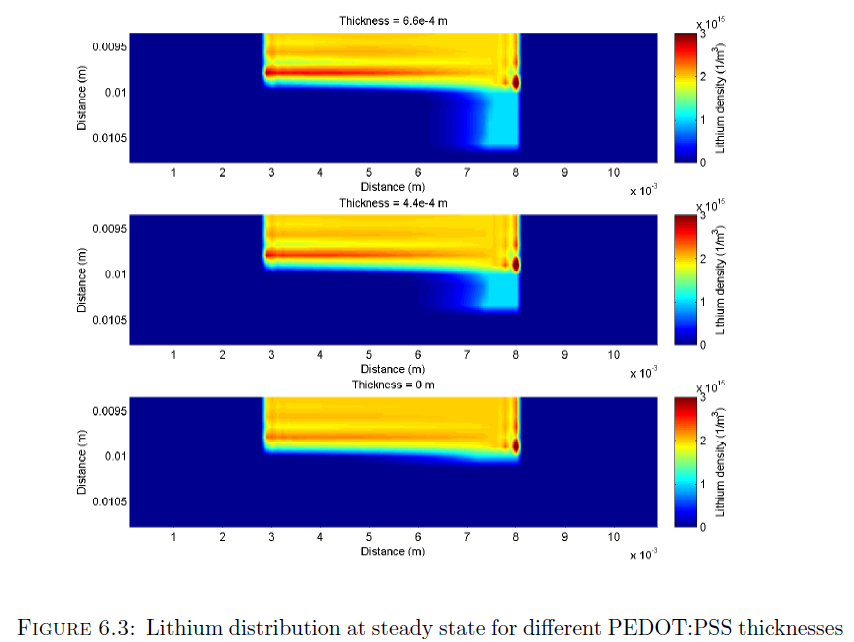 Thickness = 6.6e-4 m
x 10^15
3
2
1
0
Lithium density (1/m^3)
0.0095
0.01
0.0105
Distance (m)
1 2 3 4 5 6 7 8 9 10
Distance (m)
x 10^-3
Thickness = 4.4e-4 m
x 10^15
3
2
1
0
Lithium density (1/m^3)
0.0095
0.01
0.0105
Distance (m)
1 2 3 4 5 6 7 8 9 10
Distance (m)
x 10^-3
Thickness = 0 m
x 10^15
3
2
1
0
Lithium density (1/m^3)
0.0095
0.01
0.0105
Distance (m)
1 2 3 4 5 6 7 8 9 10
Distance (m)
x 10^-3
FIGURE 6.3: Lithium distribution at steady state for different PEDOT:PSS thicknesses